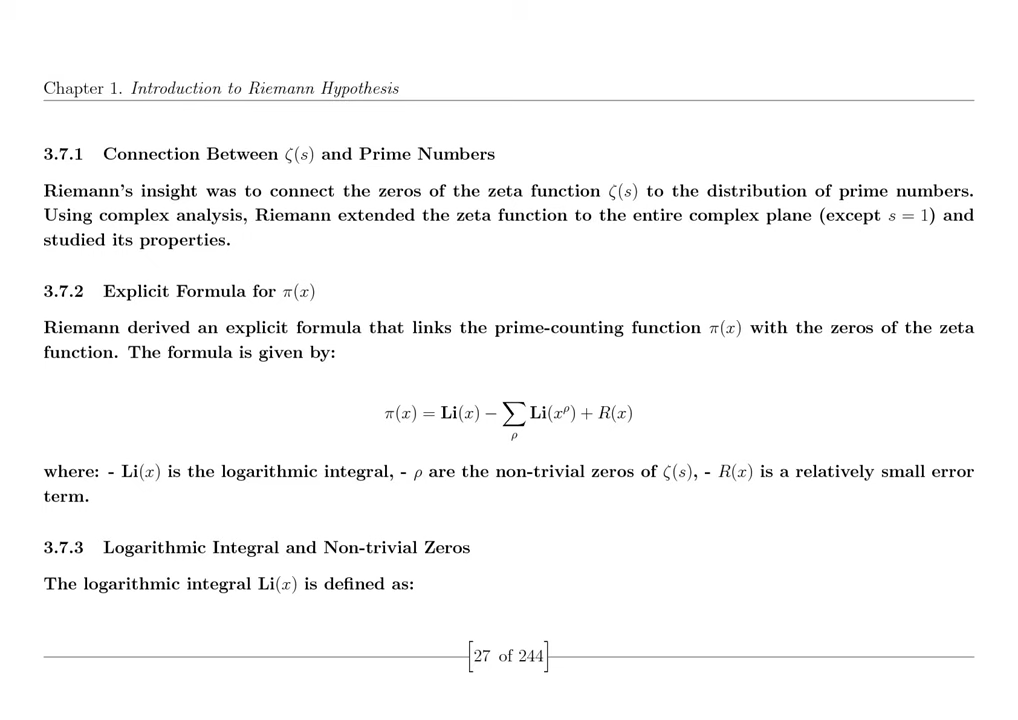 Chapter 1. Introduction to Riemann Hypothesis
3.7.1 Connection Between ζ(s) and Prime Numbers
Riemann's insight was to connect the zeros of the zeta function ζ(s) to the distribution of prime numbers.
Using complex analysis, Riemann extended the zeta function to the entire complex plane (except s = 1) and
studied its properties.
3.7.2 Explicit Formula for π(x)
Riemann derived an explicit formula that links the prime-counting function π(x) with the zeros of the zeta
function. The formula is given by:
π(x) = Li(x) − ∑ Li(x^ρ) + R(x)
ρ
where: - Li(x) is the logarithmic integral, - ρ are the non-trivial zeros of ζ(s), - R(x) is a relatively small error
term.
3.7.3 Logarithmic Integral and Non-trivial Zeros
The logarithmic integral Li(x) is defined as:
[27 of 244]